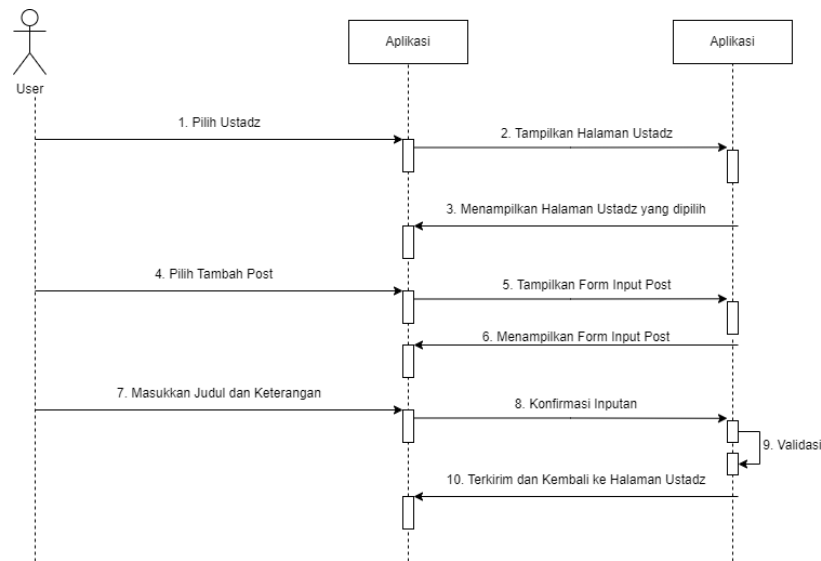 Aplikasi
Aplikasi
User
1. Pilih Ustadz
2. Tampilkan Halaman Ustadz
3. Menampilkan Halaman Ustadz yang dipilih
4. Pilih Tambah Post
5. Tampilkan Form Input Post
6. Menampilkan Form Input Post
7. Masukkan Judul dan Keterangan
8. Konfirmasi Inputan
9. Validasi
10. Terkirim dan Kembali ke Halaman Ustadz